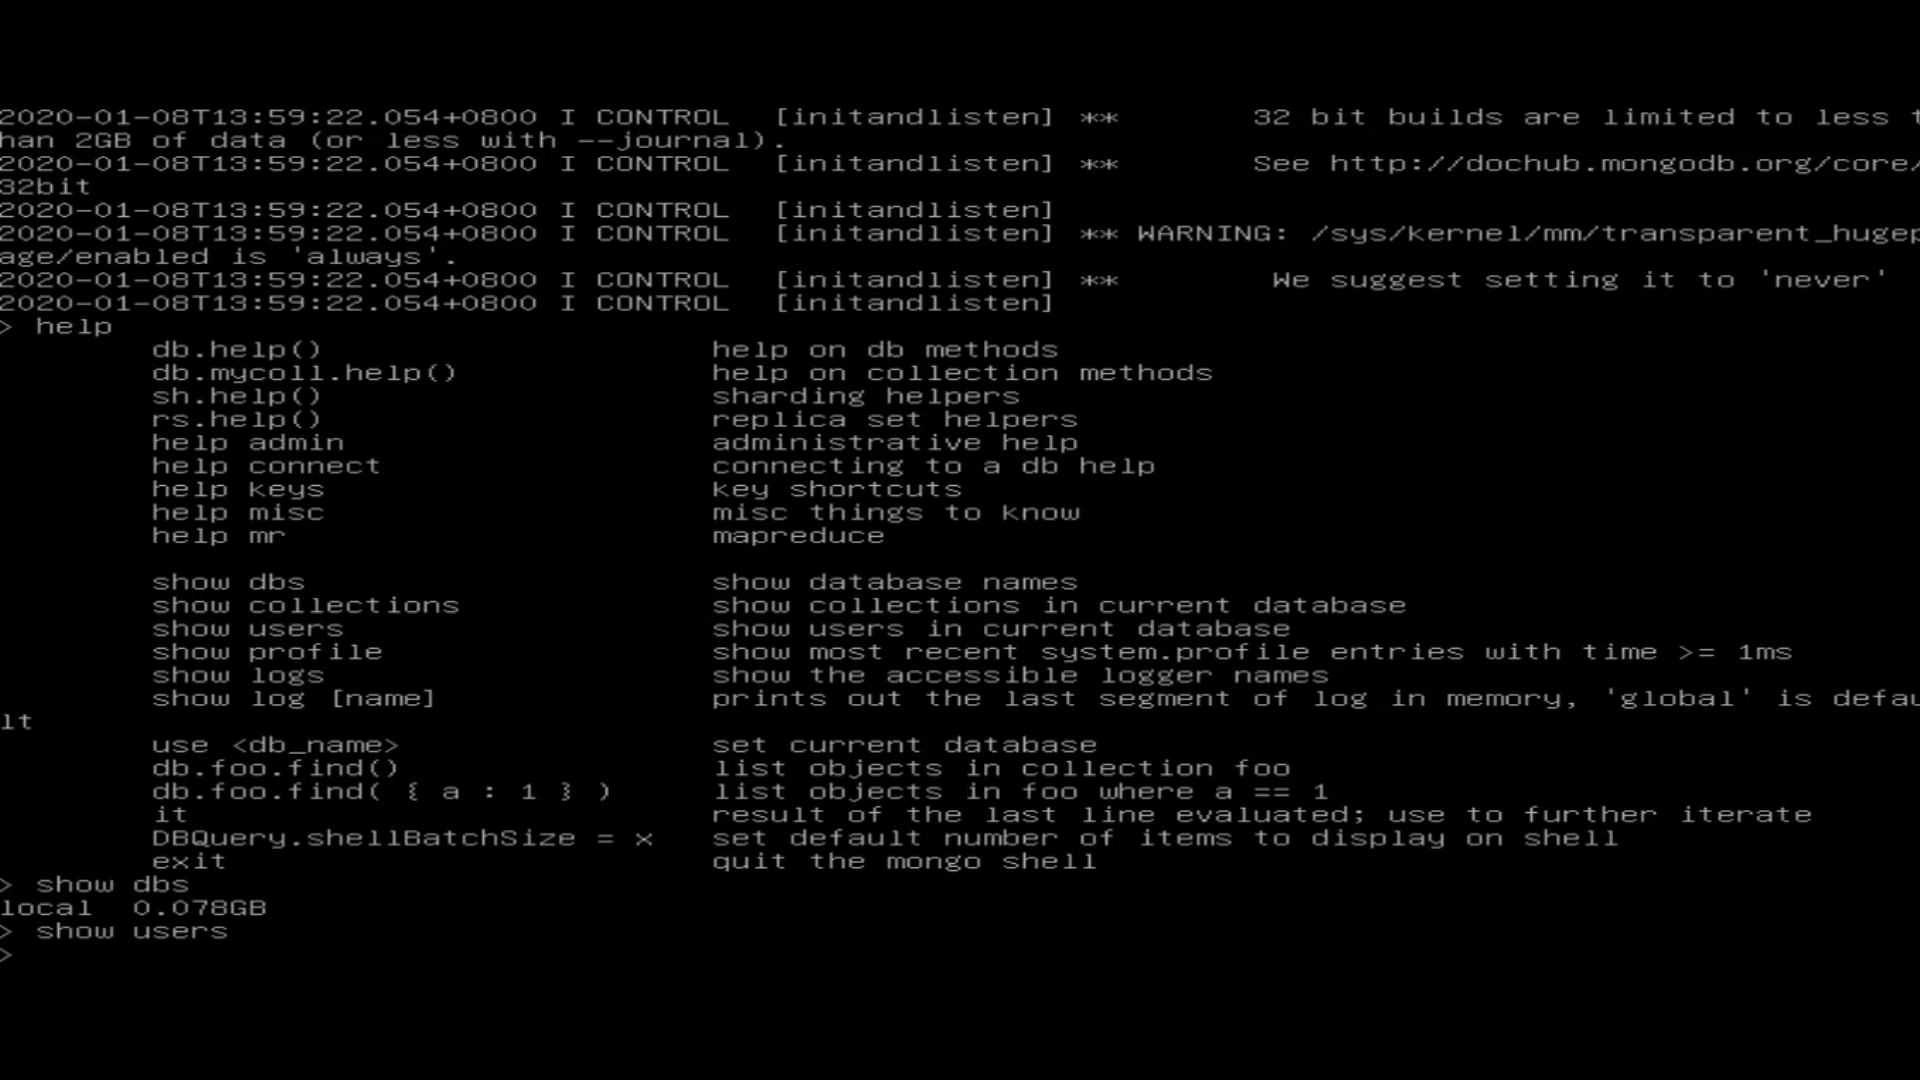 2020-01-08T13:59:22.054+0800 I CONTROL  [initandlisten] **       32 bit builds are limited to less t
han 2GB of data (or less with --journal).
2020-01-08T13:59:22.054+0800 I CONTROL  [initandlisten] **       See http://dochub.mongodb.org/core/
32bit
2020-01-08T13:59:22.054+0800 I CONTROL  [initandlisten]
2020-01-08T13:59:22.054+0800 I CONTROL  [initandlisten] ** WARNING: /sys/kernel/mm/transparent_hugep
age/enabled is 'always'.
2020-01-08T13:59:22.054+0800 I CONTROL  [initandlisten] **        We suggest setting it to 'never'
2020-01-08T13:59:22.054+0800 I CONTROL  [initandlisten]
> help
        db.help()                    help on db methods
        db.mycoll.help()             help on collection methods
        sh.help()                    sharding helpers
        rs.help()                    replica set helpers
        help admin                   administrative help
        help connect                 connecting to a db help
        help keys                    key shortcuts
        help misc                    misc things to know
        help mr                      mapreduce
        show dbs                     show database names
        show collections             show collections in current database
        show users                   show users in current database
        show profile                 show most recent system.profile entries with time >= 1ms
        show logs                    show the accessible logger names
        show log [name]              prints out the last segment of log in memory, 'global' is defau
lt
        use <db_name>                set current database
        db.foo.find()                list objects in collection foo
        db.foo.find( { a : 1 } )     list objects in foo where a == 1
        it                           result of the last line evaluated; use to further iterate
        DBQuery.shellBatchSize = x   set default number of items to display on shell
        exit                         quit the mongo shell
> show dbs
local  0.078GB
> show users
>